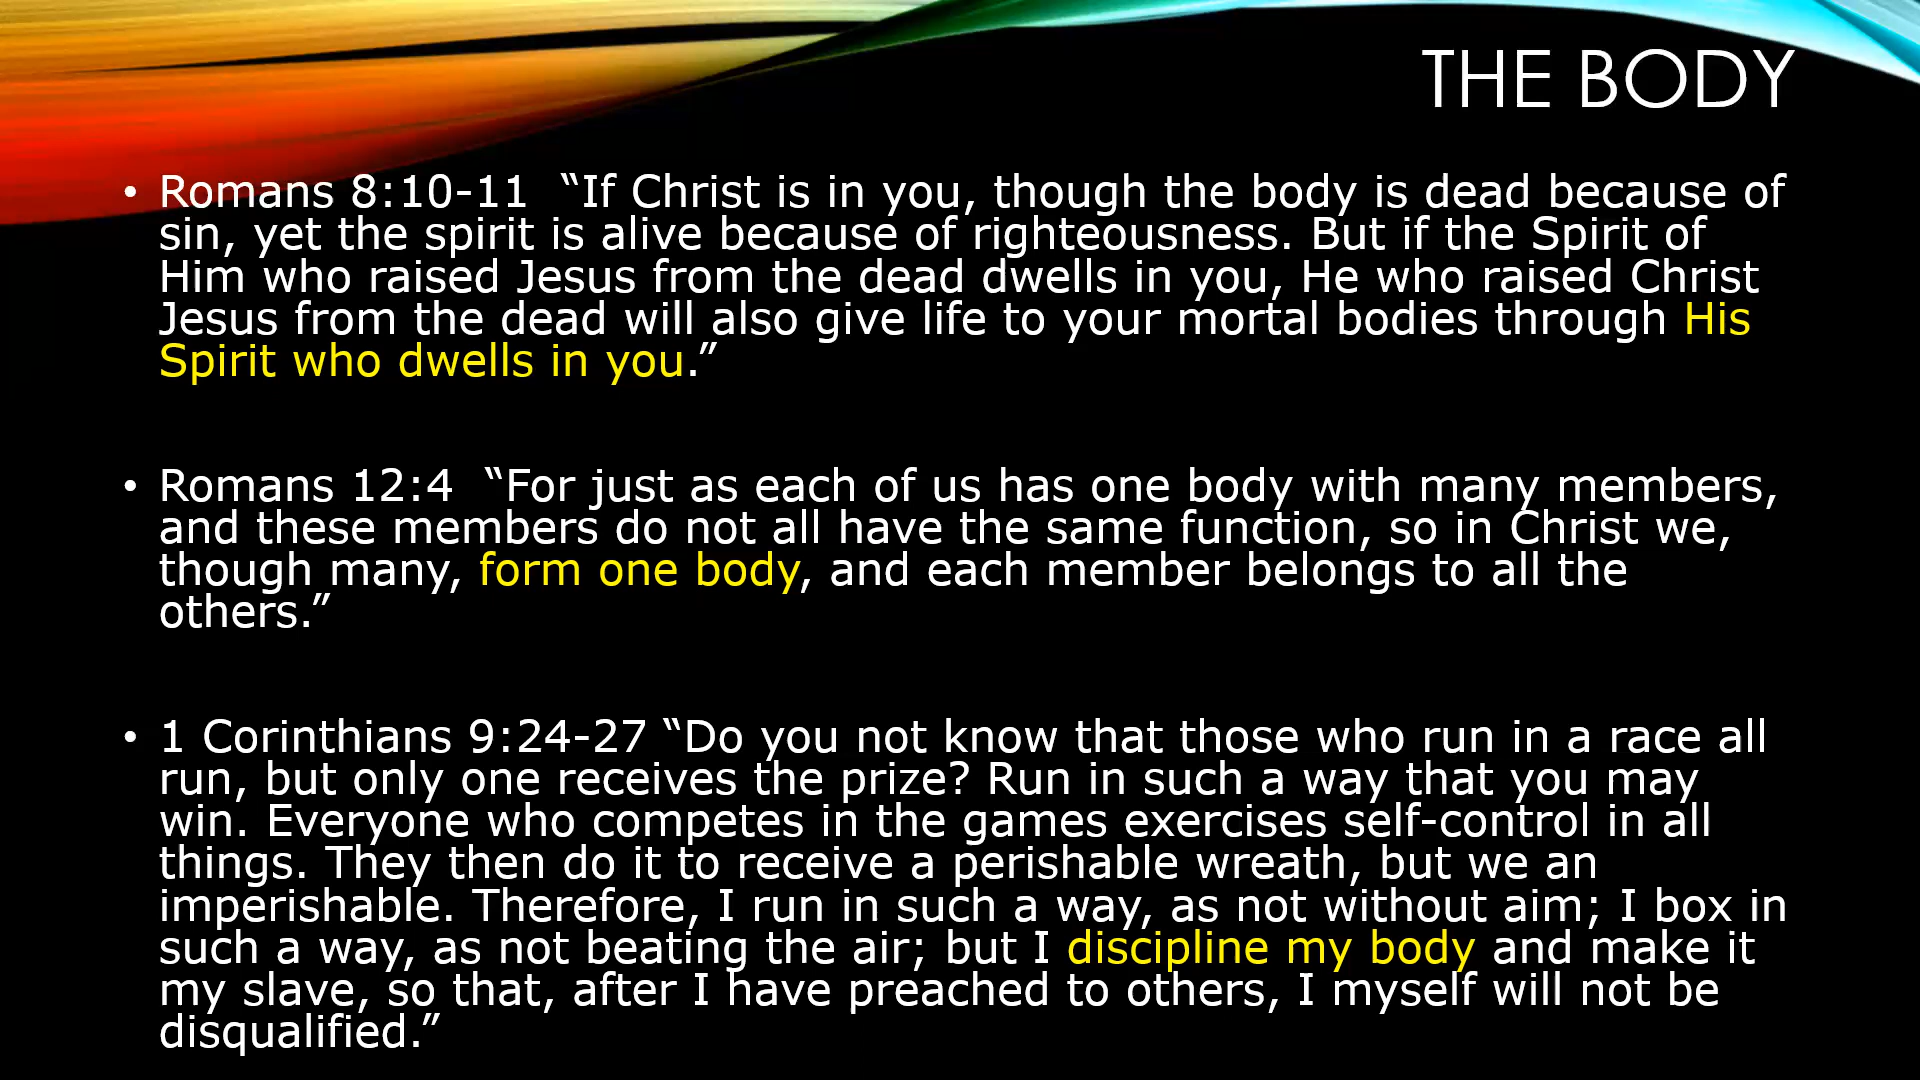 THE BODY
• Romans 8:10-11  “If Christ is in you, though the body is dead because of
sin, yet the spirit is alive because of righteousness. But if the Spirit of
Him who raised Jesus from the dead dwells in you, He who raised Christ
Jesus from the dead will also give life to your mortal bodies through His
Spirit who dwells in you.”
• Romans 12:4  “For just as each of us has one body with many members,
and these members do not all have the same function, so in Christ we,
though many, form one body, and each member belongs to all the
others.”
• 1 Corinthians 9:24-27 “Do you not know that those who run in a race all
run, but only one receives the prize? Run in such a way that you may
win. Everyone who competes in the games exercises self-control in all
things. They then do it to receive a perishable wreath, but we an
imperishable. Therefore, I run in such a way, as not without aim; I box in
such a way, as not beating the air; but I discipline my body and make it
my slave, so that, after I have preached to others, I myself will not be
disqualified.”